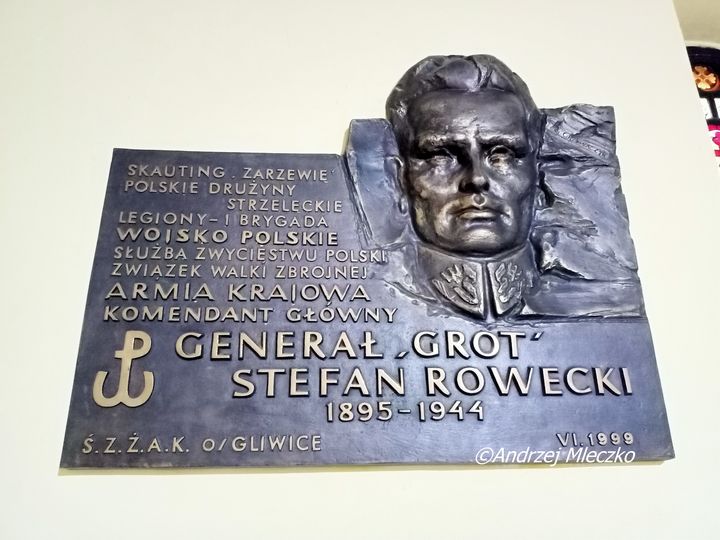 SKAUTING „ZARZEWIE”
POLSKIE DRUŻYNY
STRZELECKIE
LEGIONY – I BRYGADA
WOJSKO POLSKIE
SŁUŻBA ZWYCIĘSTWU POLSKI
ZWIĄZEK WALKI ZBROJNEJ
ARMIA KRAJOWA
KOMENDANT GŁÓWNY
GENERAŁ ‚GROT’
STEFAN ROWECKI
1895–1944
Ś.Z.Ż.A.K. O/GLIWICE VI.1999
©Andrzej Mleczko